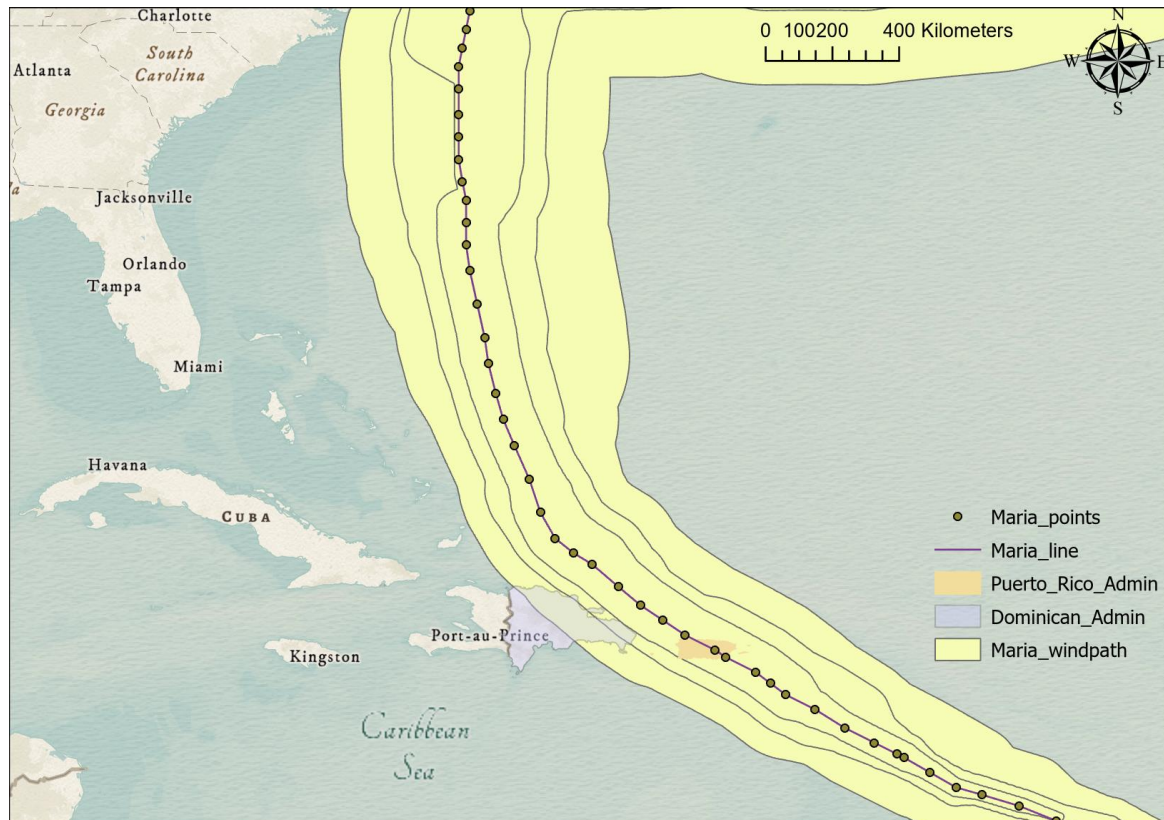 Charlotte
South
Carolina
Atlanta
Georgia
la
Jacksonville
Orlando
Tampa
Miami
Havana
CUBA
Port-au-Prince
Kingston
Caribbean
Sea
0 100200 400 Kilometers
N
W E
S
Maria_points
Maria_line
Puerto_Rico_Admin
Dominican_Admin
Maria_windpath